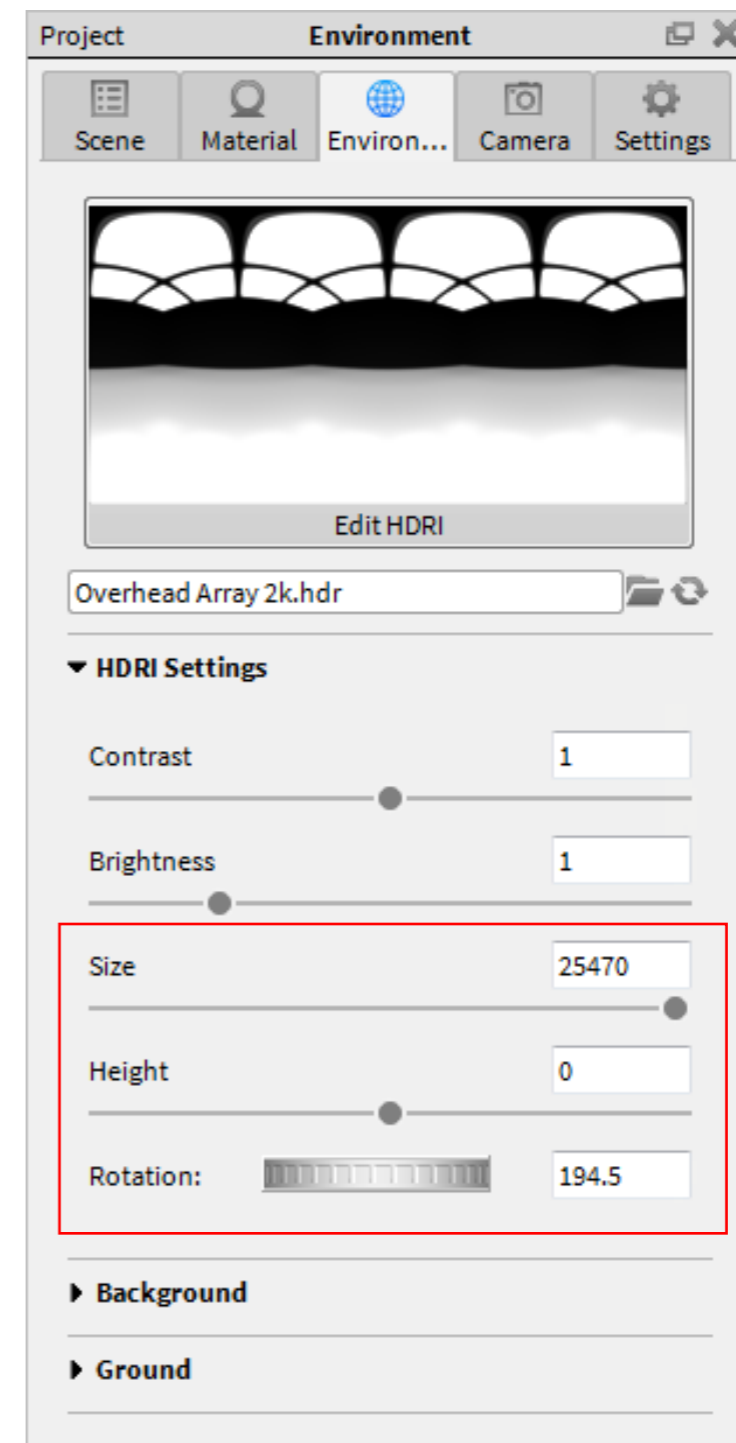 Project Environment
Scene Material Environ... Camera Settings
Edit HDRI
Overhead Array 2k.hdr
HDRI Settings
Contrast 1
Brightness 1
Size 25470
Height 0
Rotation: 194.5
Background
Ground